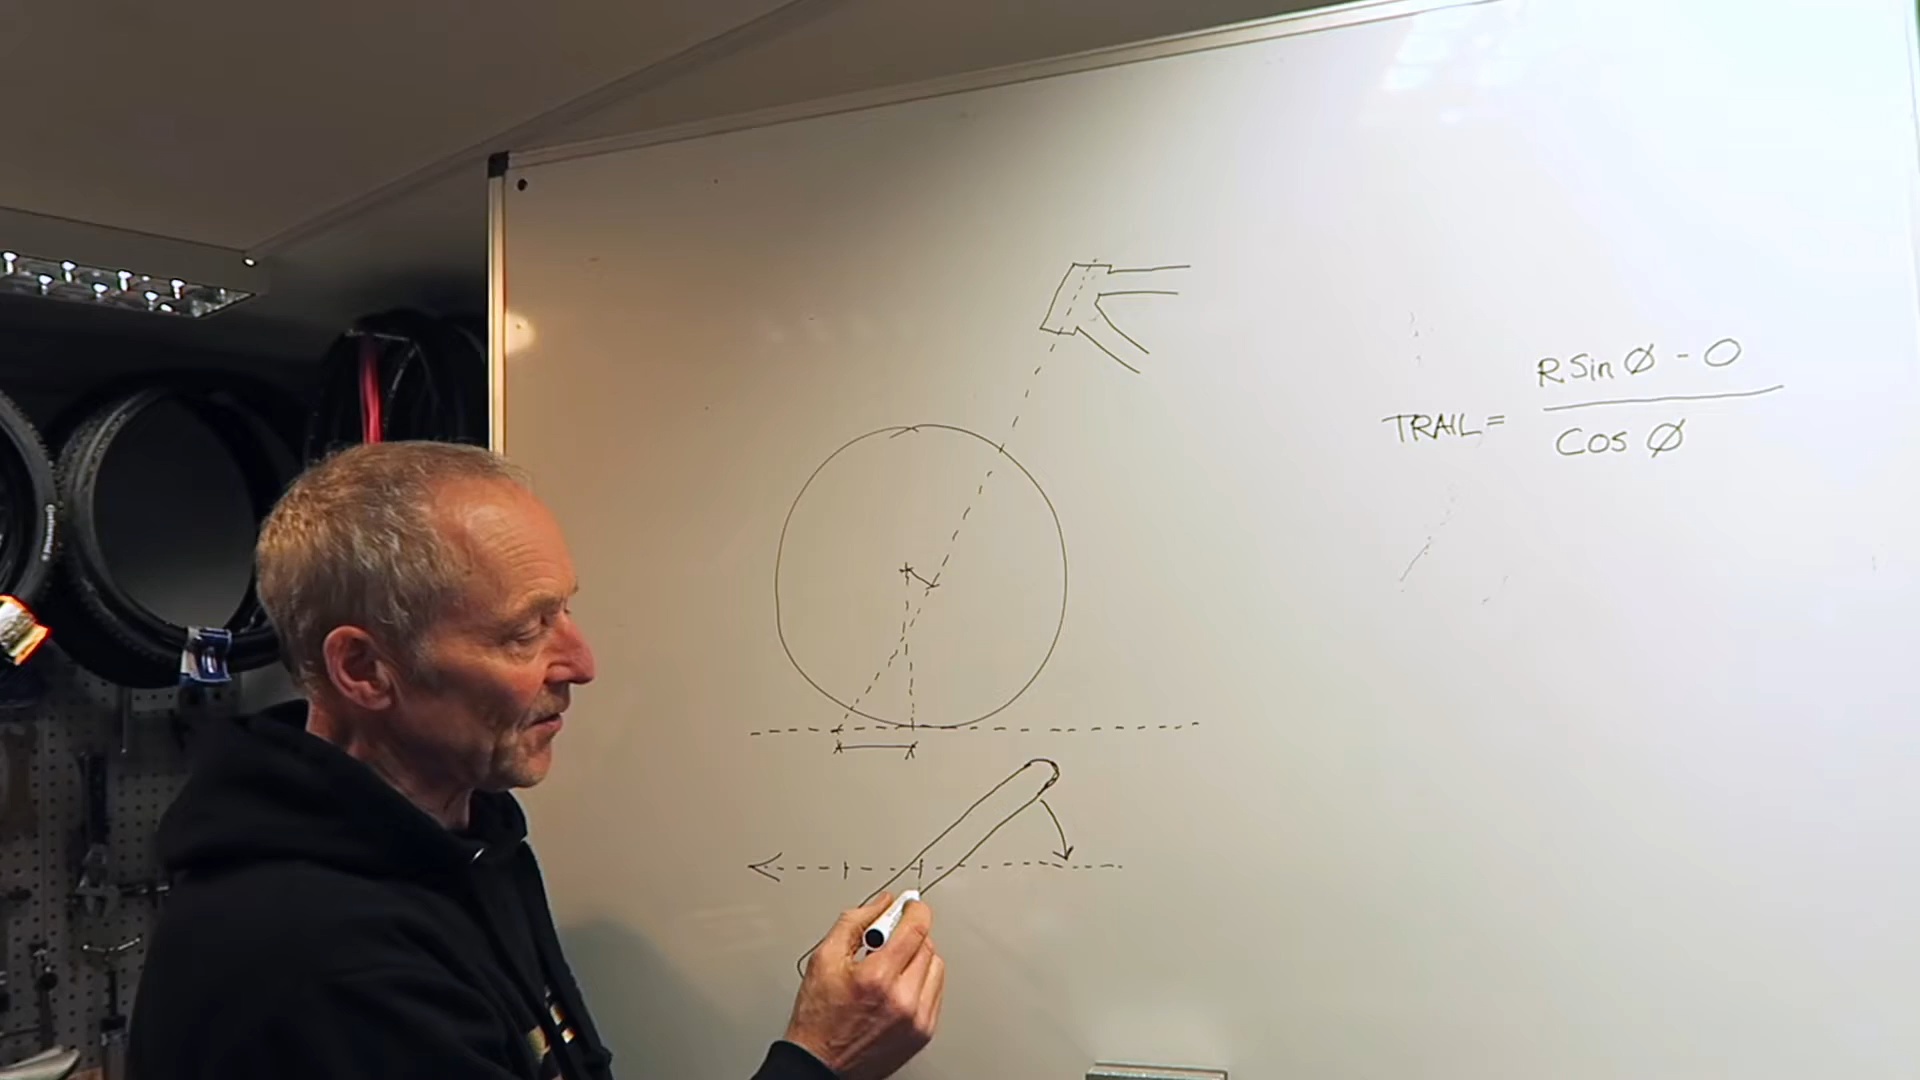 R Sin Ø - O
TRAIL =
Cos Ø